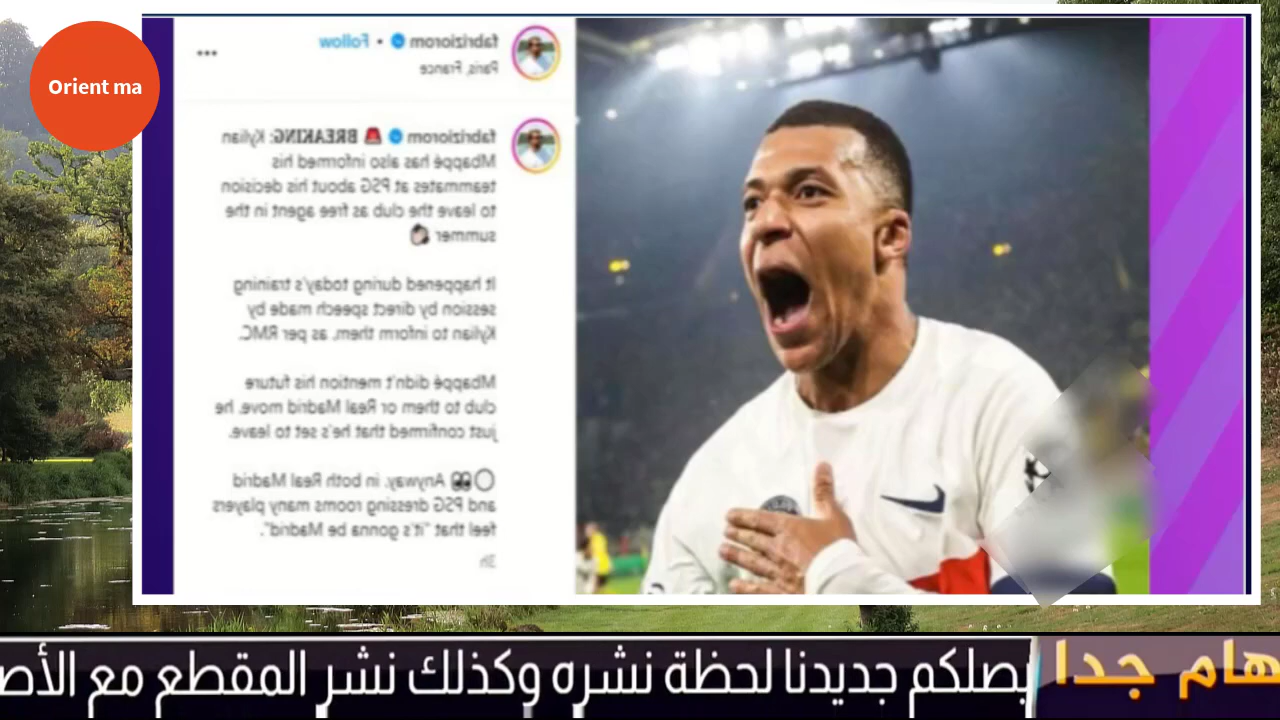 Orient ma
fabriziorom • Follow
Paris, France
fabriziorom 🚨 BREAKING: Kylian
Mbappé has also informed his
teammates at PSG about his decision
to leave the club as free agent in the
summer
It happened during today's training
session by direct speech made by
Kylian to inform them, as per RMC.
Mbappé didn't mention his future
club to them or Real Madrid move, he
just confirmed that he's set to leave.
⚪👀 Anyway, in both Real Madrid
and PSG dressing rooms many players
feel that "it's gonna be Madrid".
3h
هام جدا
يصلكم جديدنا لحظة نشره وكذلك نشر المقطع مع